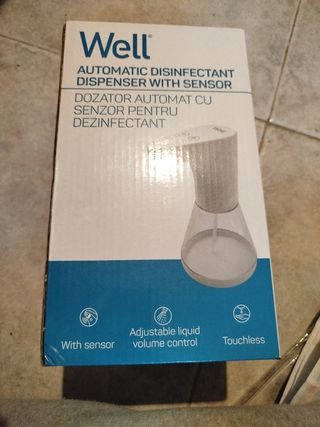 Well®
AUTOMATIC DISINFECTANT
DISPENSER WITH SENSOR
DOZATOR AUTOMAT CU
SENZOR PENTRU
DEZINFECTANT
With sensor
Adjustable liquid
volume control
Touchless